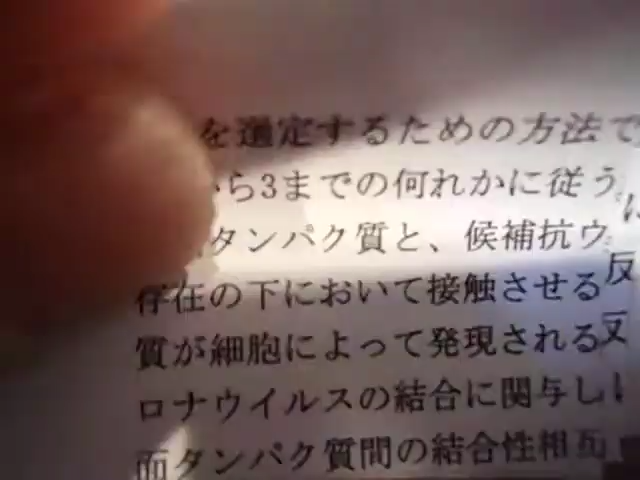 を選定するための方法で
ら3までの何れかに従う
タンパク質と、候補抗ウ
存在の下において接触させる
質が細胞によって発現される
ロナウイルスの結合に関与し
面タンパク質間の結合性相互